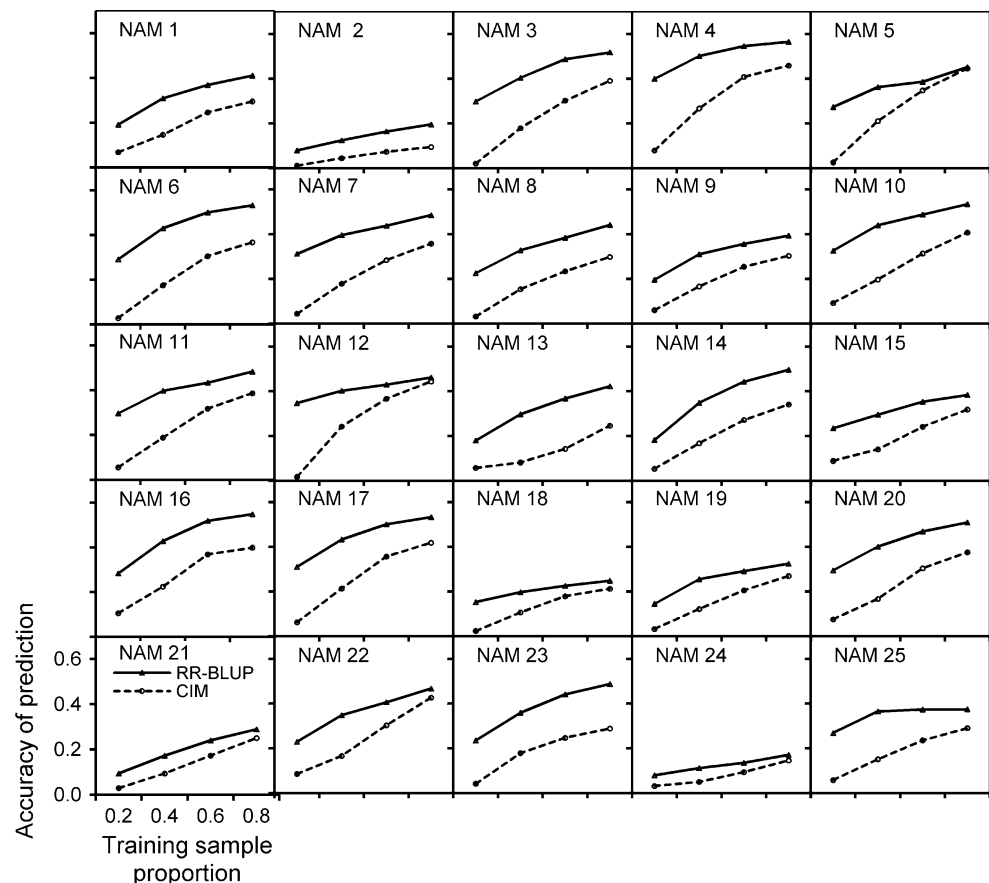 NAM 1
NAM 2
NAM 3
NAM 4
NAM 5
NAM 6
NAM 7
NAM 8
NAM 9
NAM 10
NAM 11
NAM 12
NAM 13
NAM 14
NAM 15
NAM 16
NAM 17
NAM 18
NAM 19
NAM 20
NAM 21
NAM 22
NAM 23
NAM 24
NAM 25
RR-BLUP
CIM
Accuracy of prediction
0.6
0.4
0.2
0.0
0.2 0.4 0.6 0.8
Training sample
proportion